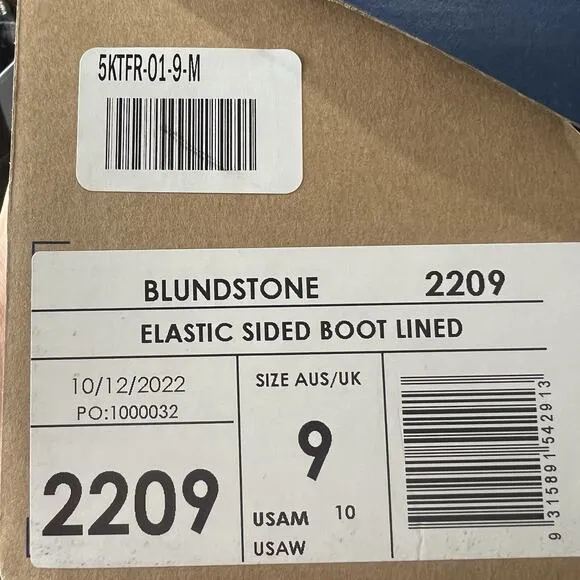 5KTFR-01-9-M
BLUNDSTONE 2209
ELASTIC SIDED BOOT LINED
10/12/2022
PO:1000032
2209
SIZE AUS/UK
9
USAM 10
USAW
9 315891 542913